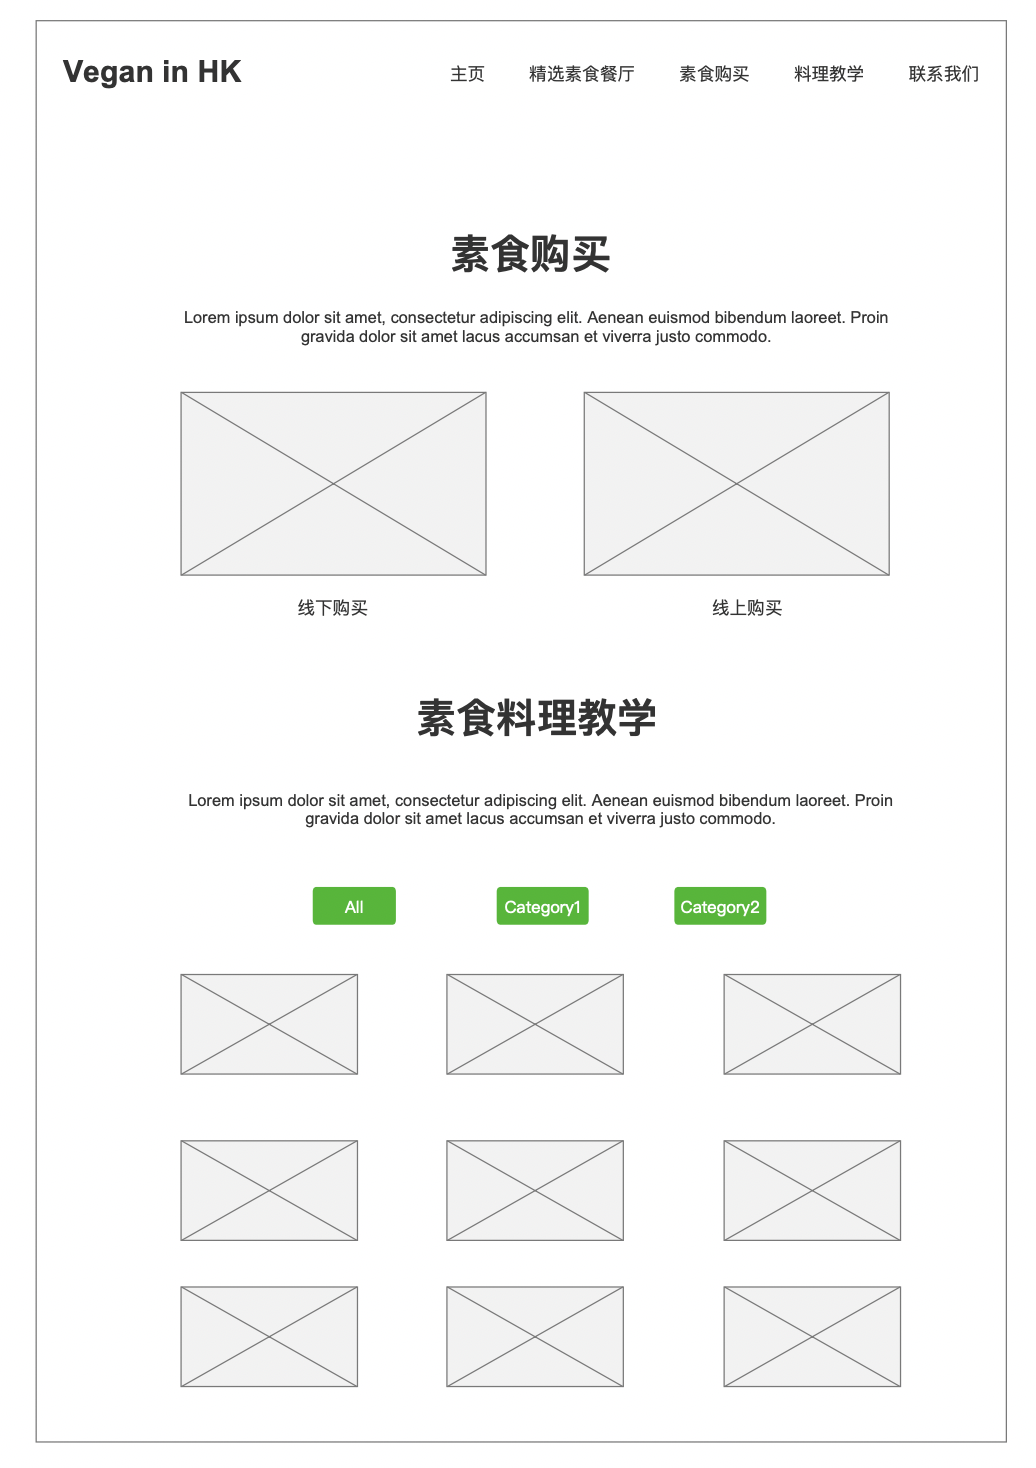 Vegan in HK
主页 精选素食餐厅 素食购买 料理教学 联系我们
素食购买
Lorem ipsum dolor sit amet, consectetur adipiscing elit. Aenean euismod bibendum laoreet. Proin
gravida dolor sit amet lacus accumsan et viverra justo commodo.
线下购买 线上购买
素食料理教学
Lorem ipsum dolor sit amet, consectetur adipiscing elit. Aenean euismod bibendum laoreet. Proin
gravida dolor sit amet lacus accumsan et viverra justo commodo.
All Category1 Category2